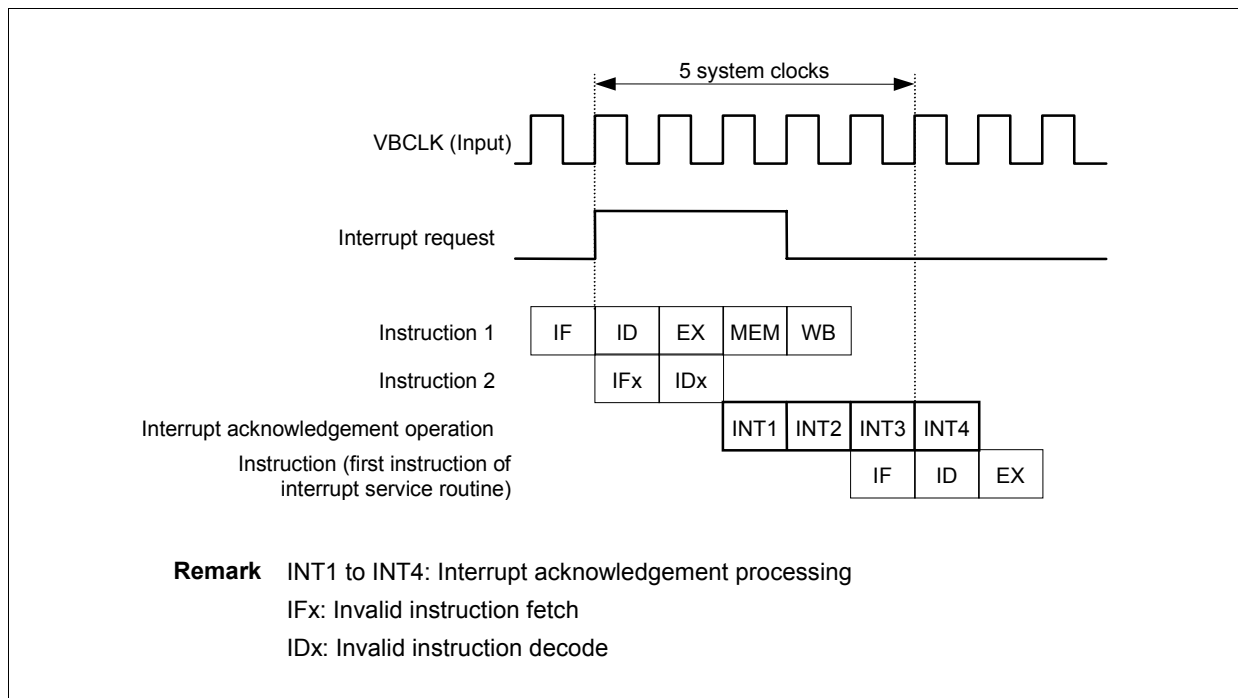 5 system clocks
VBCLK (Input)
Interrupt request
Instruction 1 IF ID EX MEM WB
Instruction 2 IFx IDx
Interrupt acknowledgement operation INT1 INT2 INT3 INT4
Instruction (first instruction of
interrupt service routine) IF ID EX
Remark INT1 to INT4: Interrupt acknowledgement processing
IFx: Invalid instruction fetch
IDx: Invalid instruction decode